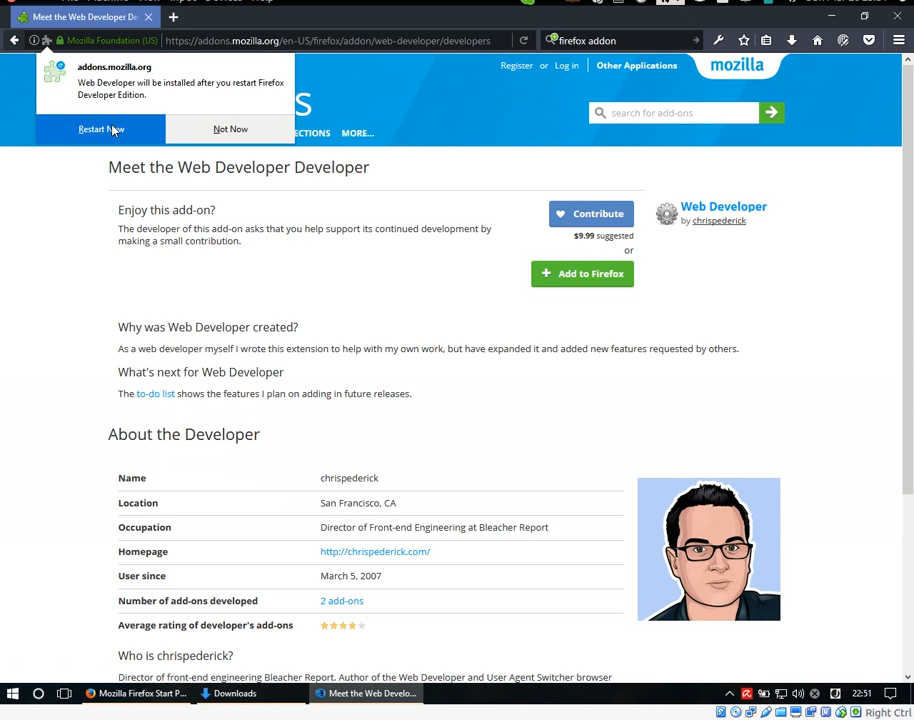 Meet the Web Developer De
Mozilla Foundation (US)
https://addons.mozilla.org/en-US/firefox/addon/web-developer/developers
firefox addon
addons.mozilla.org
Web Developer will be installed after you restart Firefox
Developer Edition.
Restart Now
Not Now
Register or Log in
Other Applications
mozilla
search for add-ons
MORE...
Meet the Web Developer Developer
Enjoy this add-on?
The developer of this add-on asks that you help support its continued development by
making a small contribution.
Contribute
$9.99 suggested
or
Add to Firefox
Web Developer
by chrispederick
Why was Web Developer created?
As a web developer myself I wrote this extension to help with my own work, but have expanded it and added new features requested by others.
What's next for Web Developer
The to-do list shows the features I plan on adding in future releases.
About the Developer
Name chrispederick
Location San Francisco, CA
Occupation Director of Front-end Engineering at Bleacher Report
Homepage http://chrispederick.com/
User since March 5, 2007
Number of add-ons developed 2 add-ons
Average rating of developer's add-ons
Who is chrispederick?
Director of front-end engineering Bleacher Report. Author of the Web Developer and User Agent Switcher browser
Mozilla Firefox Start P...
Downloads
Meet the Web Develo...
22:51
Right Ctrl